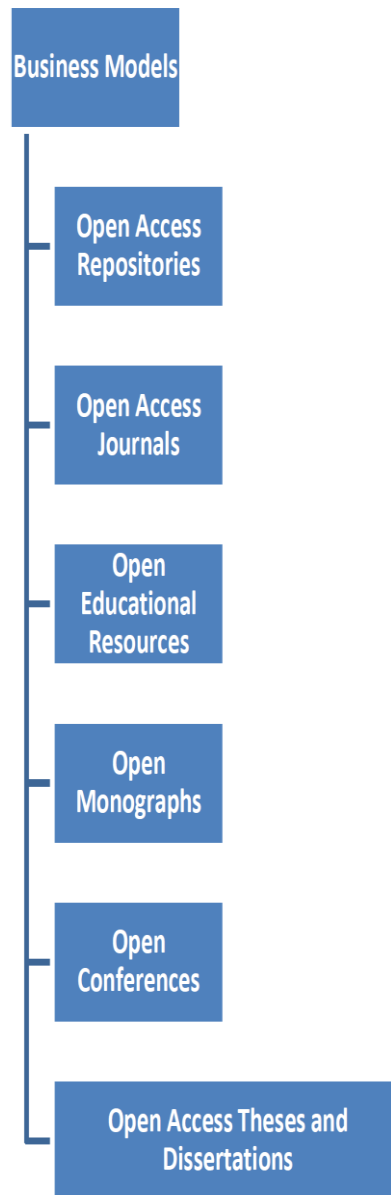 Business Models
Open Access
Repositories
Open Access
Journals
Open
Educational
Resources
Open
Monographs
Open
Conferences
Open Access Theses and
Dissertations